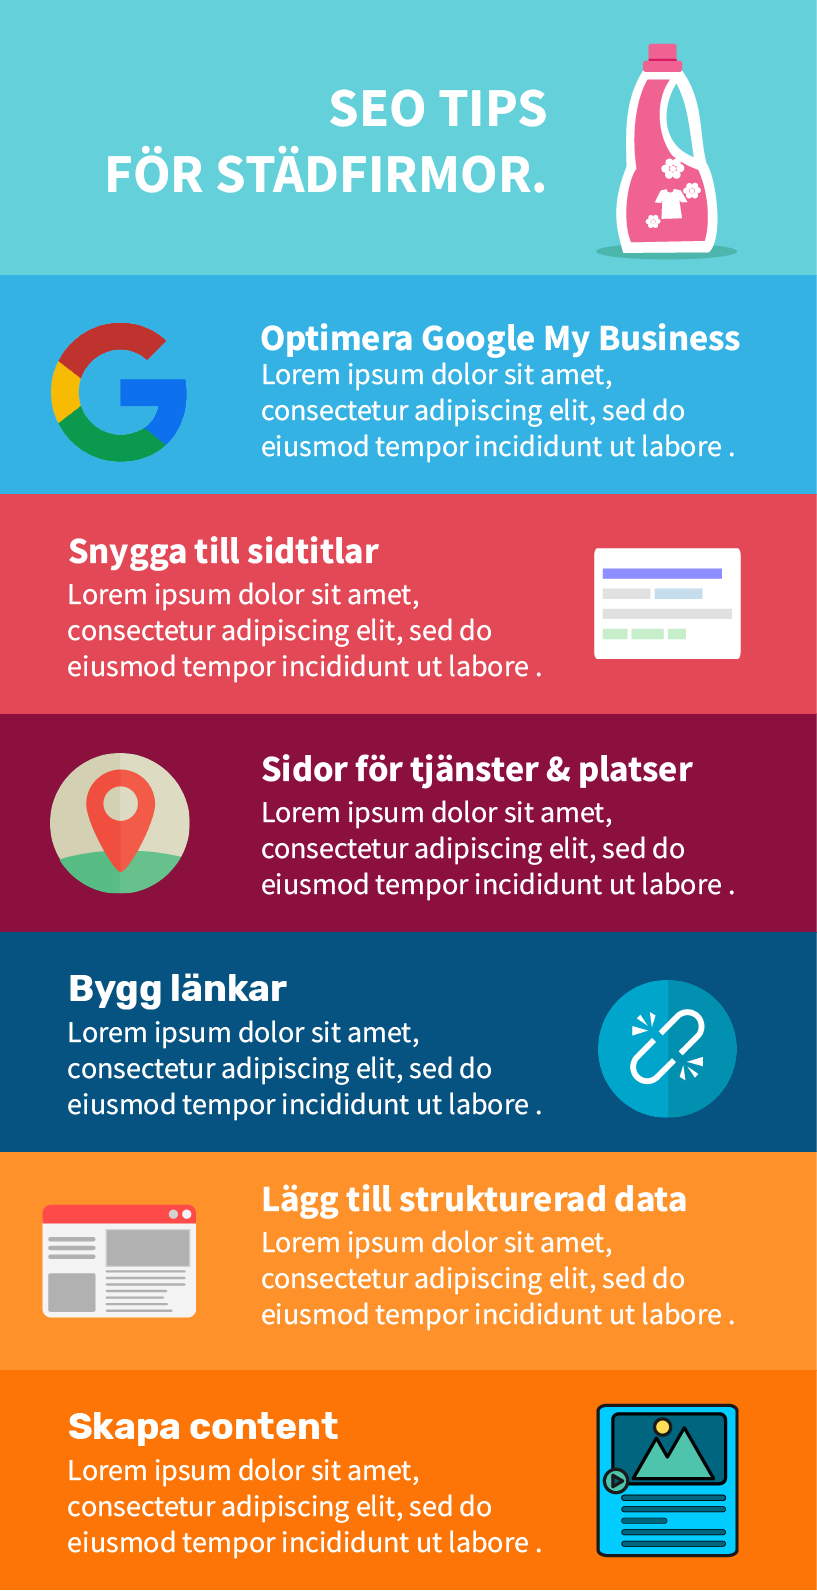 SEO TIPS
FÖR STÄDFIRMOR.
Optimera Google My Business
Lorem ipsum dolor sit amet,
consectetur adipiscing elit, sed do
eiusmod tempor incididunt ut labore .
Snygga till sidtitlar
Lorem ipsum dolor sit amet,
consectetur adipiscing elit, sed do
eiusmod tempor incididunt ut labore .
Sidor för tjänster & platser
Lorem ipsum dolor sit amet,
consectetur adipiscing elit, sed do
eiusmod tempor incididunt ut labore .
Bygg länkar
Lorem ipsum dolor sit amet,
consectetur adipiscing elit, sed do
eiusmod tempor incididunt ut labore .
Lägg till strukturerad data
Lorem ipsum dolor sit amet,
consectetur adipiscing elit, sed do
eiusmod tempor incididunt ut labore .
Skapa content
Lorem ipsum dolor sit amet,
consectetur adipiscing elit, sed do
eiusmod tempor incididunt ut labore .